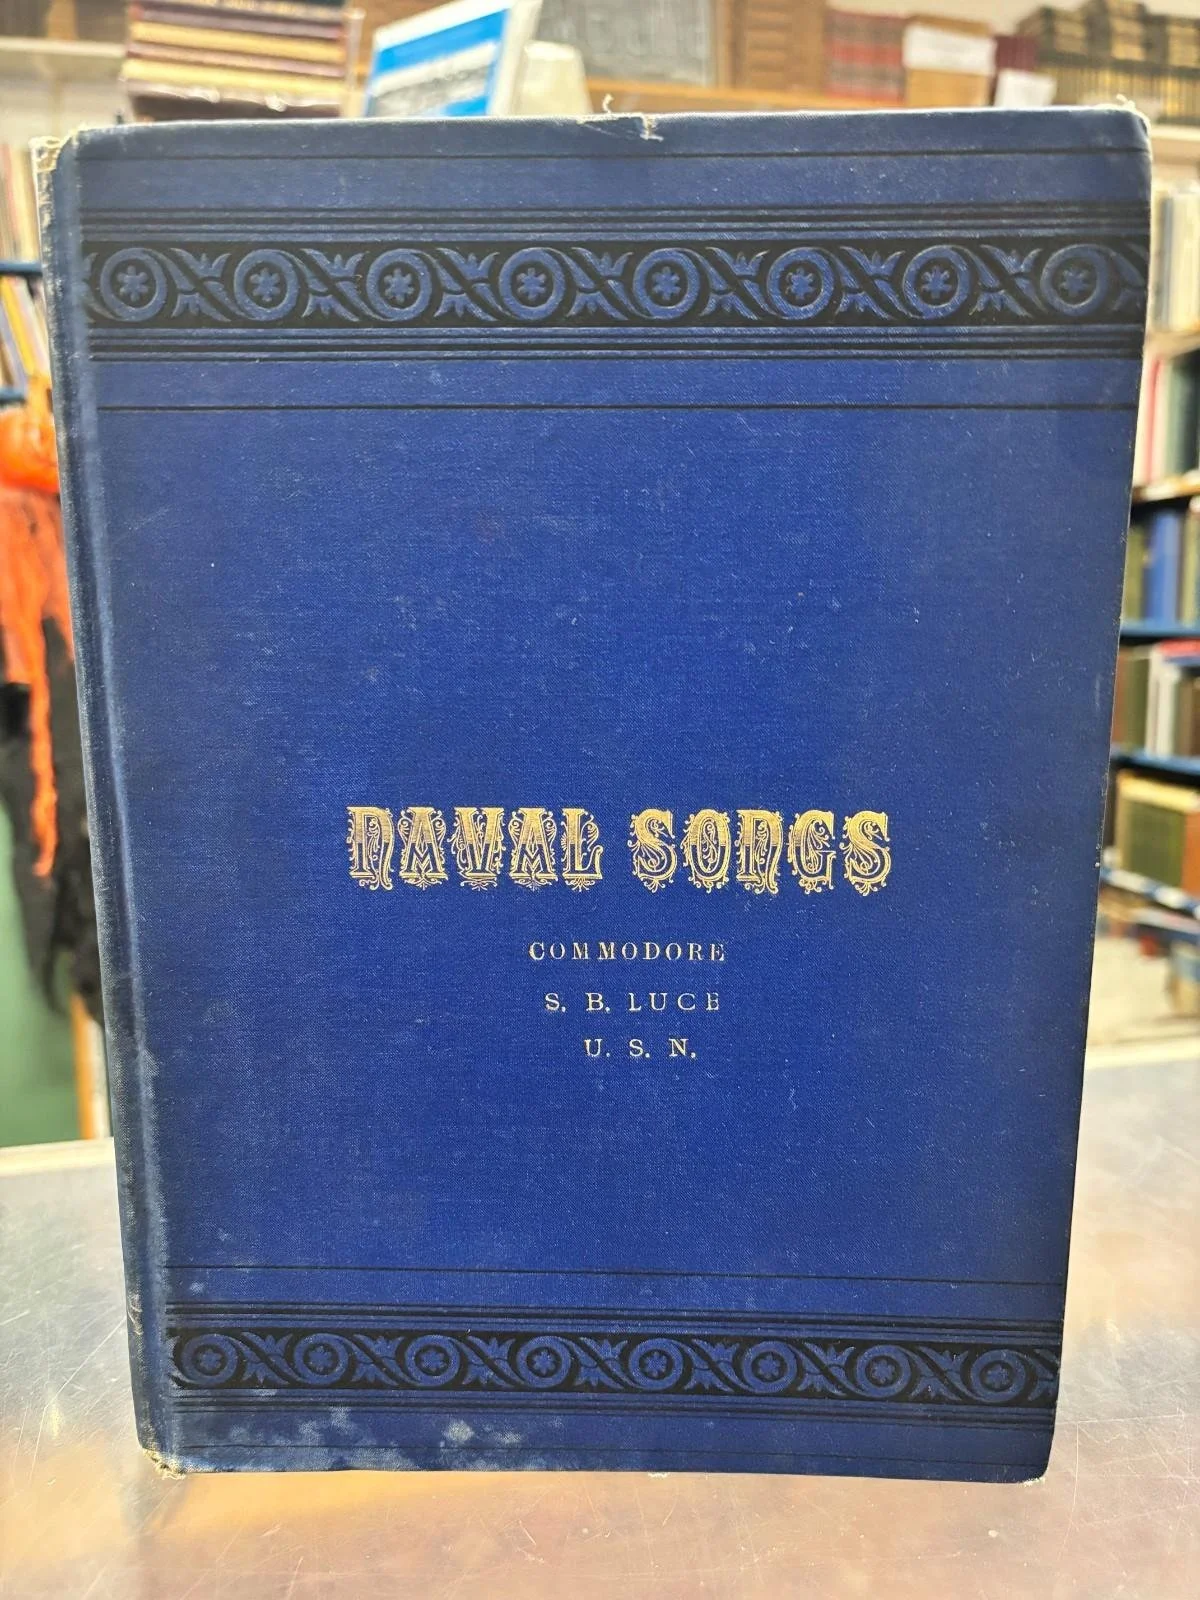 NAVAL SONGS
COMMODORE
S. B. LUCE
U. S. N.